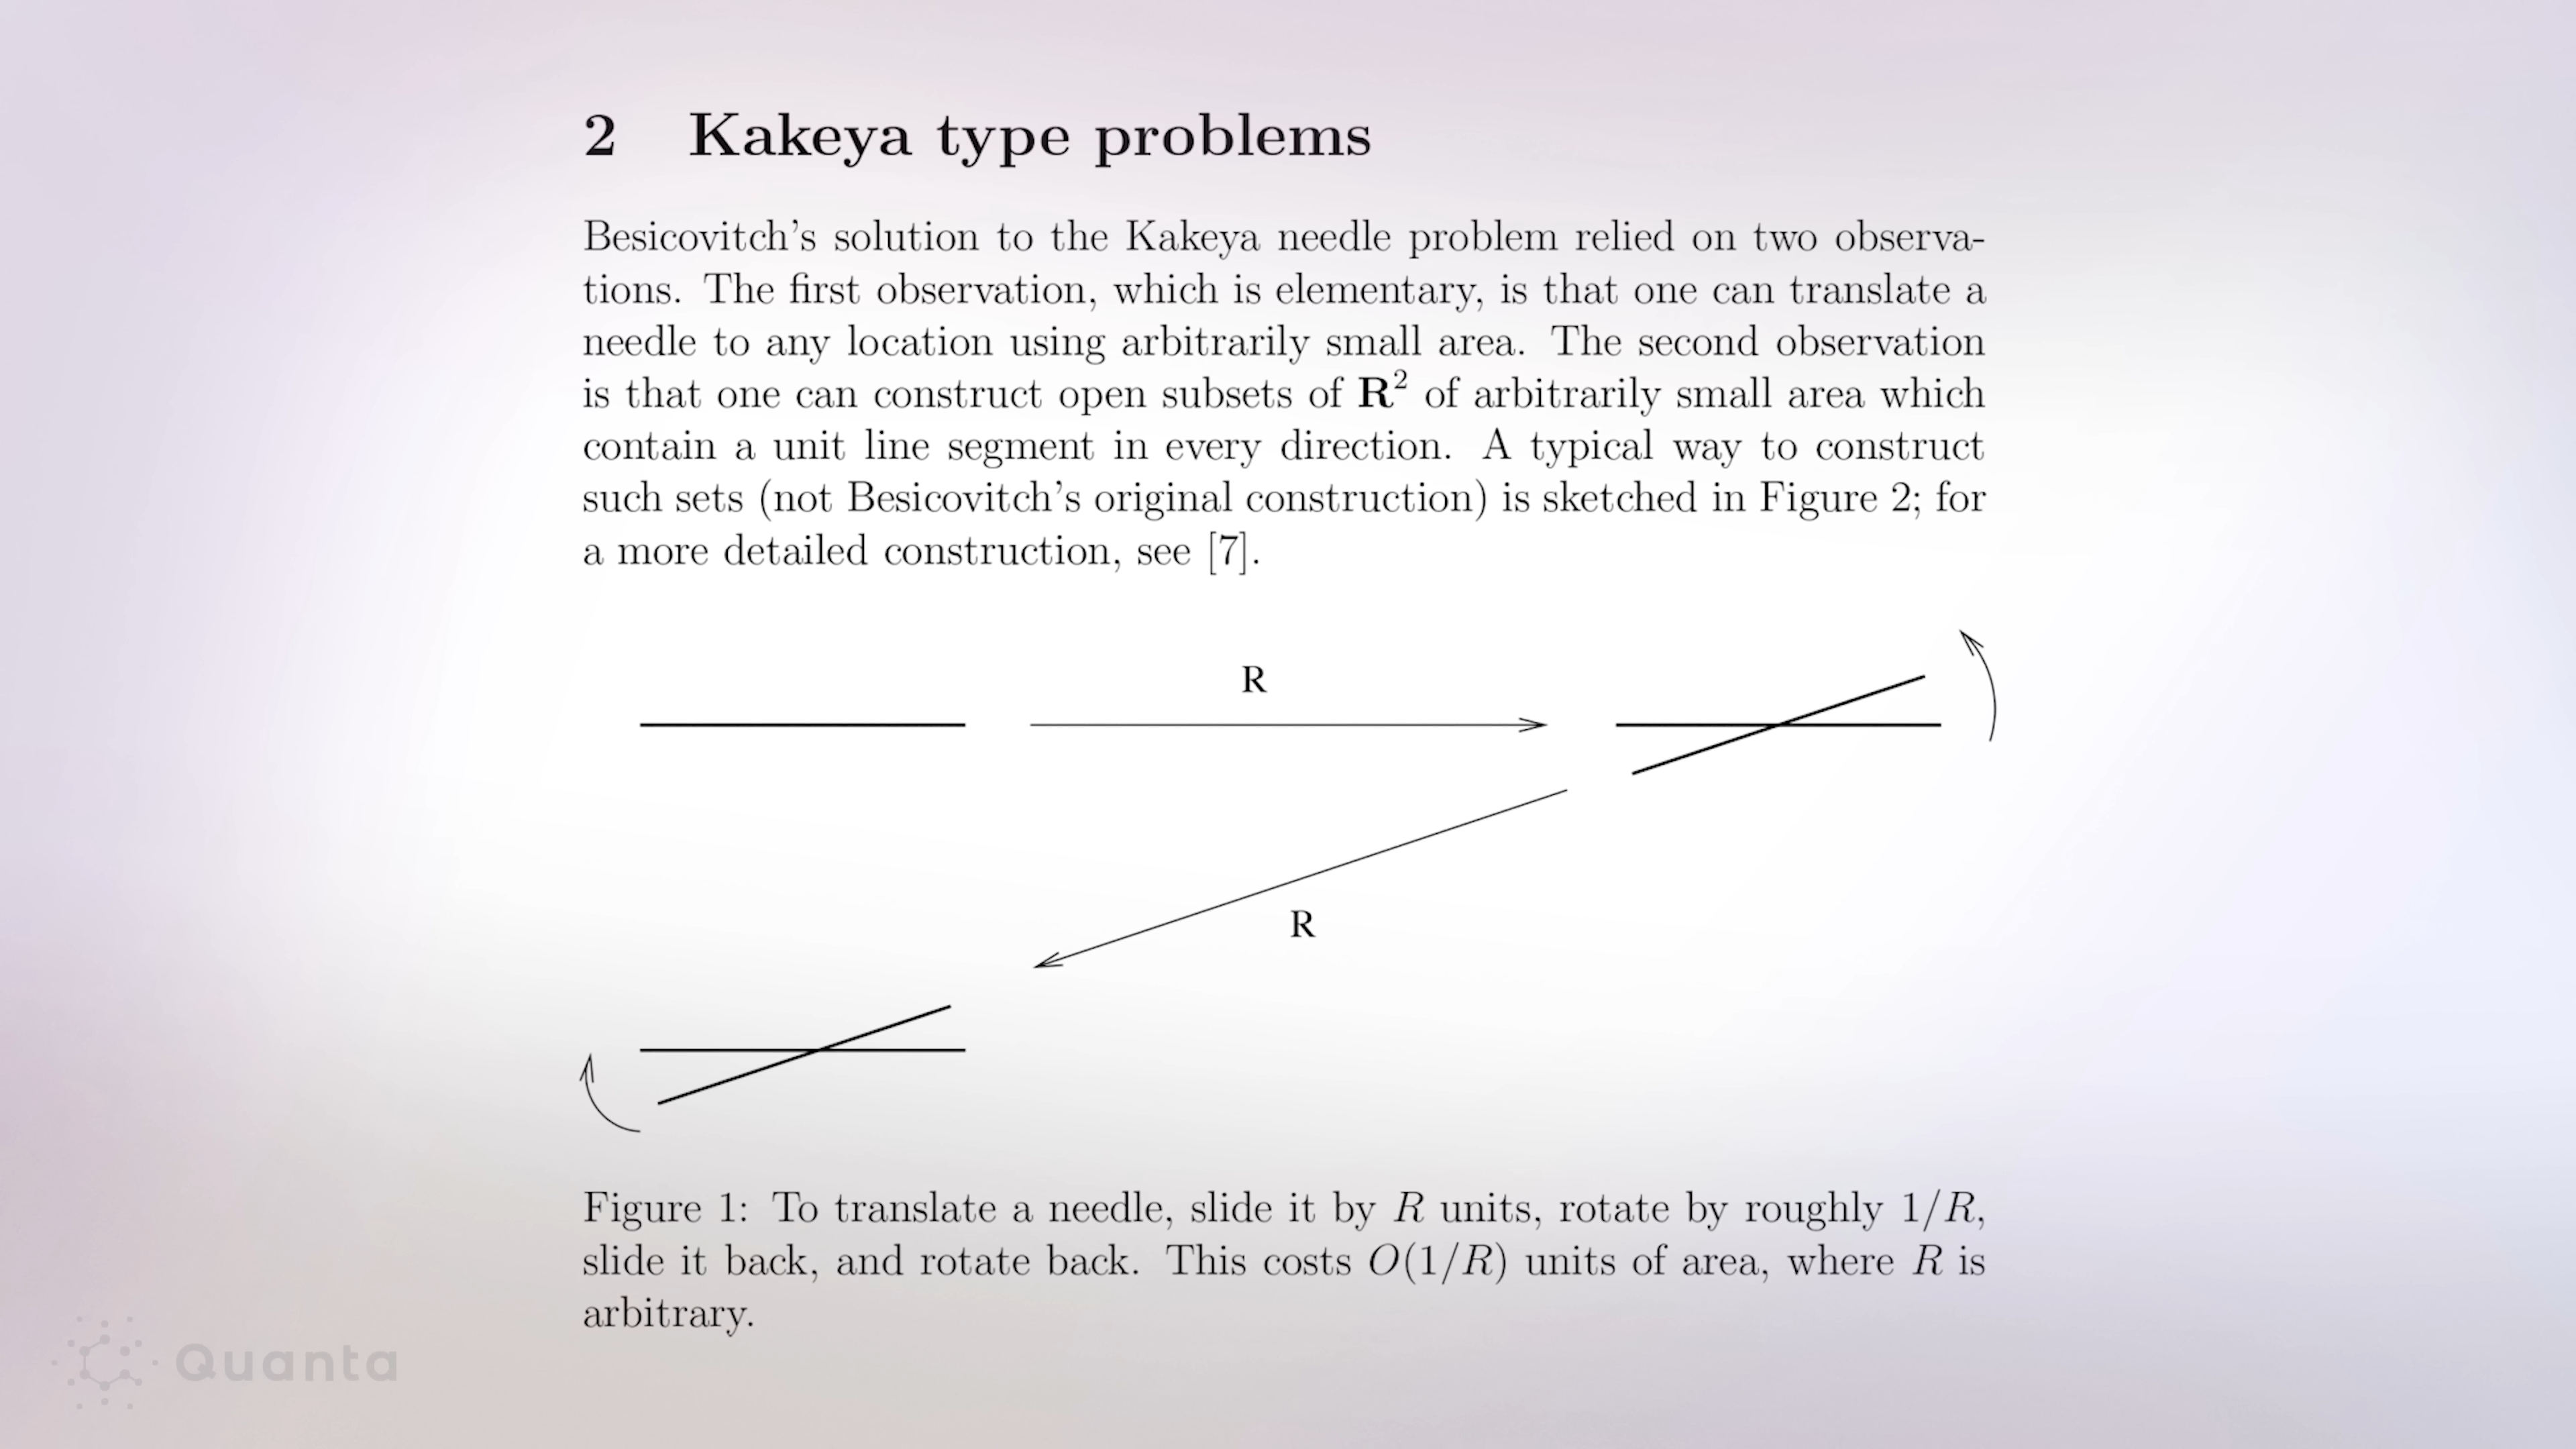 2 Kakeya type problems
Besicovitch's solution to the Kakeya needle problem relied on two observa-
tions. The first observation, which is elementary, is that one can translate a
needle to any location using arbitrarily small area. The second observation
is that one can construct open subsets of R² of arbitrarily small area which
contain a unit line segment in every direction. A typical way to construct
such sets (not Besicovitch's original construction) is sketched in Figure 2; for
a more detailed construction, see [7].
R
R
Figure 1: To translate a needle, slide it by R units, rotate by roughly 1/R,
slide it back, and rotate back. This costs O(1/R) units of area, where R is
arbitrary.
Quanta